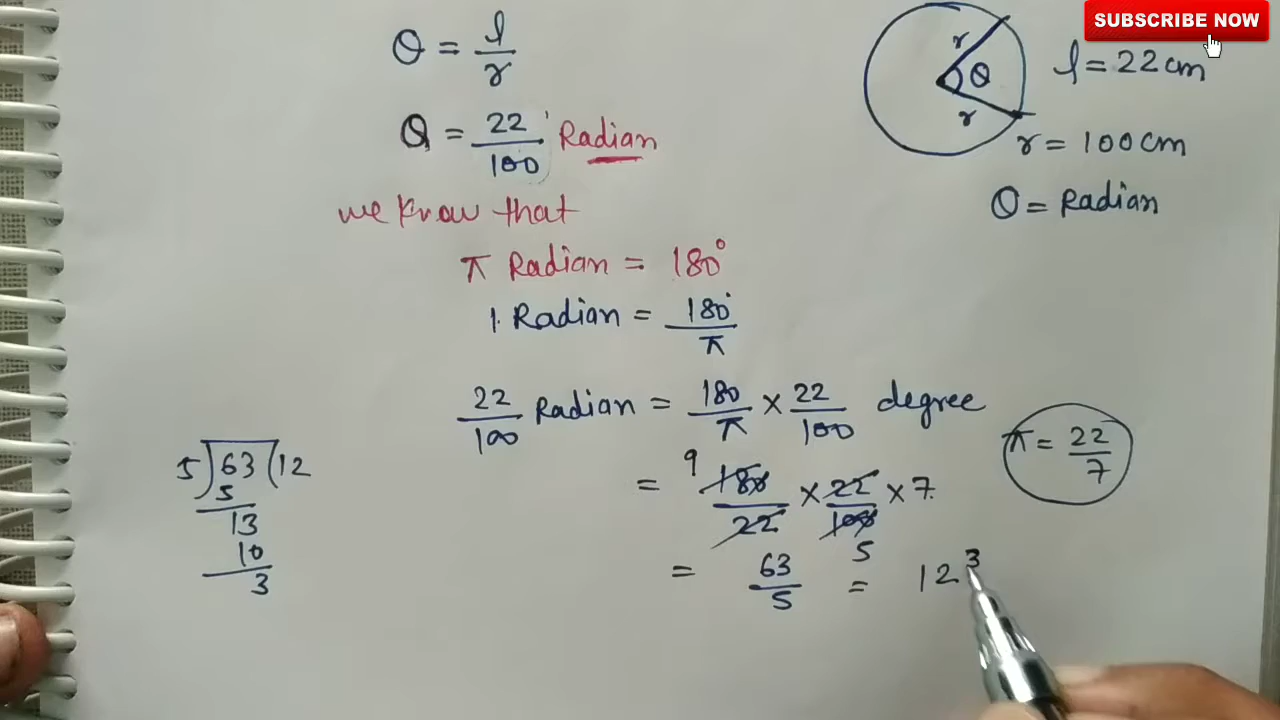 SUBSCRIBE NOW
θ = l/r
r
θ
r
l = 22 cm
r = 100 cm
θ = Radian
θ = 22/100 Radian
we know that
π Radian = 180°
1. Radian = 180°/π
22/100 Radian = 180/π × 22/100 degree
π = 22/7
= 9 180/22 × 22/100 × 7
5
= 63/5 = 12 3
5)63(12
5
13
10
3